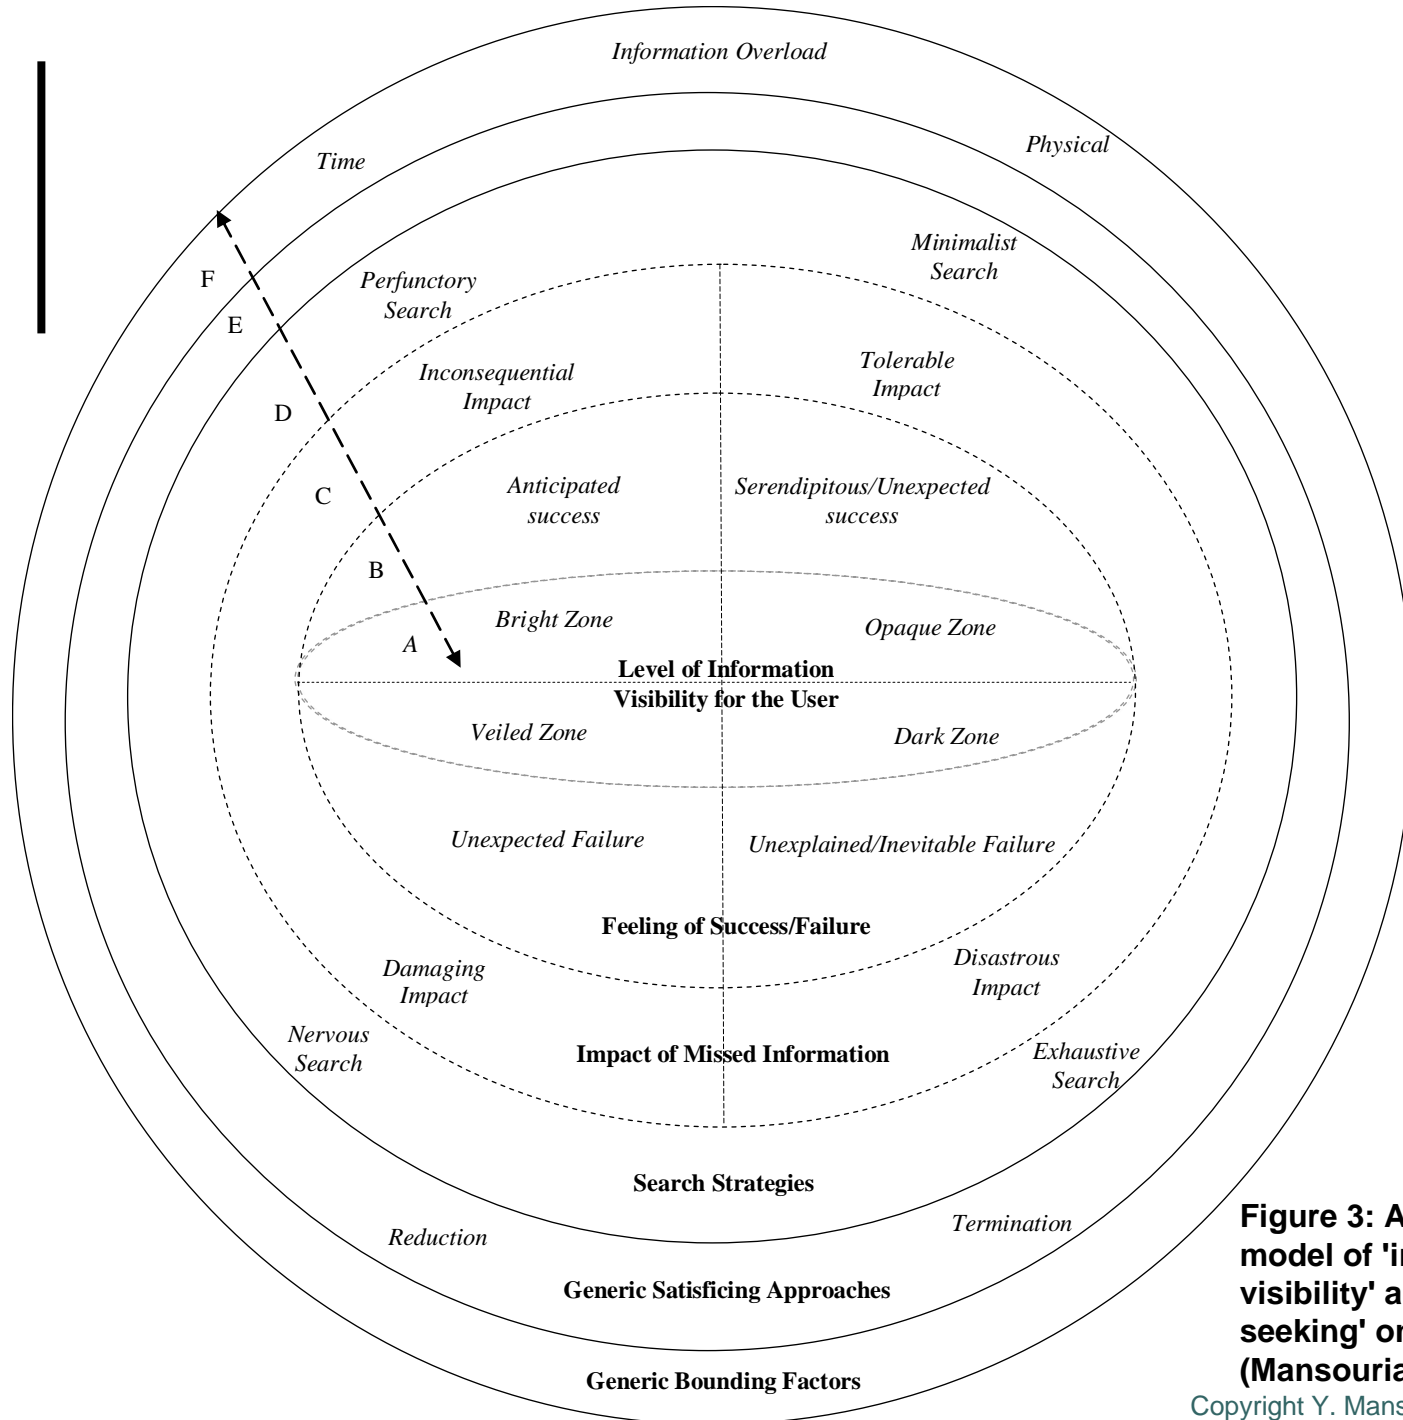 Information Overload
Physical
Time
Minimalist
Search
F
Perfunctory
Search
E
Tolerable
Impact
Inconsequential
Impact
D
C
Anticipated
success
Serendipitous/Unexpected
success
B
Bright Zone
Opaque Zone
A
Level of Information
Visibility for the User
Veiled Zone
Dark Zone
Unexpected Failure
Unexplained/Inevitable Failure
Feeling of Success/Failure
Damaging
Impact
Disastrous
Impact
Nervous
Search
Impact of Missed Information
Exhaustive
Search
Search Strategies
Reduction
Termination
Generic Satisficing Approaches
Generic Bounding Factors
Figure 3: A
model of 'i
visibility' a
seeking' o
(Mansouria
Copyright Y. Mans